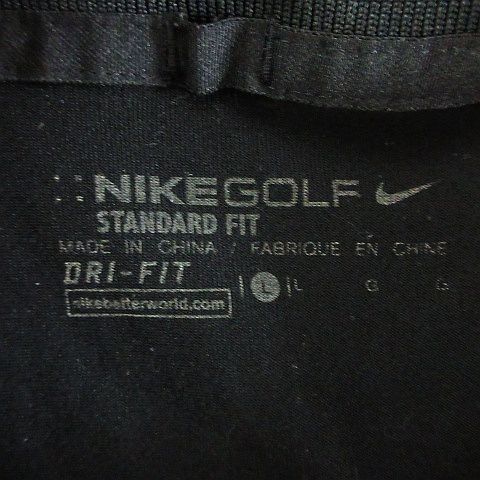 NIKEGOLF
STANDARD FIT
MADE IN CHINA / FABRIQUE EN CHINE
DRI-FIT | L | L G G
nikebetterworld.com